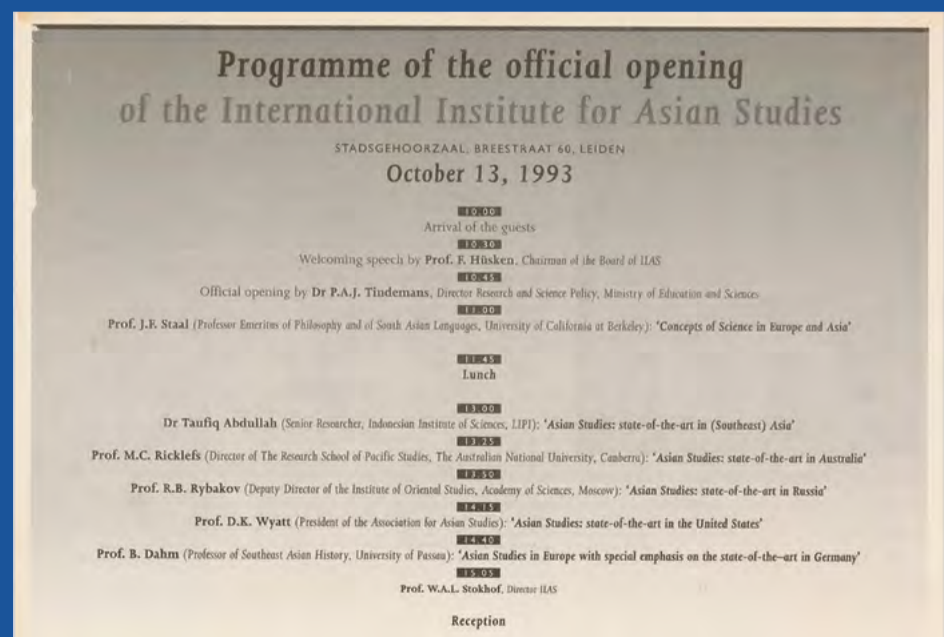 Programme of the official opening
of the International Institute for Asian Studies
STADSGEHOORZAAL, BREESTRAAT 60, LEIDEN
October 13, 1993
10.00
Arrival of the guests
10.30
Welcoming speech by Prof. F. Hüsken, Chairman of the Board of IIAS
10.45
Official opening by Dr P.A.J. Tindemans, Director Research and Science Policy, Ministry of Education and Sciences
11.00
Prof. J.F. Staal (Professor Emeritus of Philosophy and of South Asian Languages, University of California at Berkeley): 'Concepts of Science in Europe and Asia'
11.45
Lunch
13.00
Dr Taufiq Abdullah (Senior Researcher, Indonesian Institute of Sciences, LIPI): 'Asian Studies: state-of-the-art in (Southeast) Asia'
13.25
Prof. M.C. Ricklefs (Director of The Research School of Pacific Studies, The Australian National University, Canberra): 'Asian Studies: state-of-the-art in Australia'
13.50
Prof. R.B. Rybakov (Deputy Director of the Institute of Oriental Studies, Academy of Sciences, Moscow): 'Asian Studies: state-of-the-art in Russia'
14.15
Prof. D.K. Wyatt (President of the Association for Asian Studies): 'Asian Studies: state-of-the-art in the United States'
14.40
Prof. B. Dahm (Professor of Southeast Asian History, University of Passau): 'Asian Studies in Europe with special emphasis on the state-of-the-art in Germany'
15.05
Prof. W.A.L. Stokhof, Director IIAS
Reception